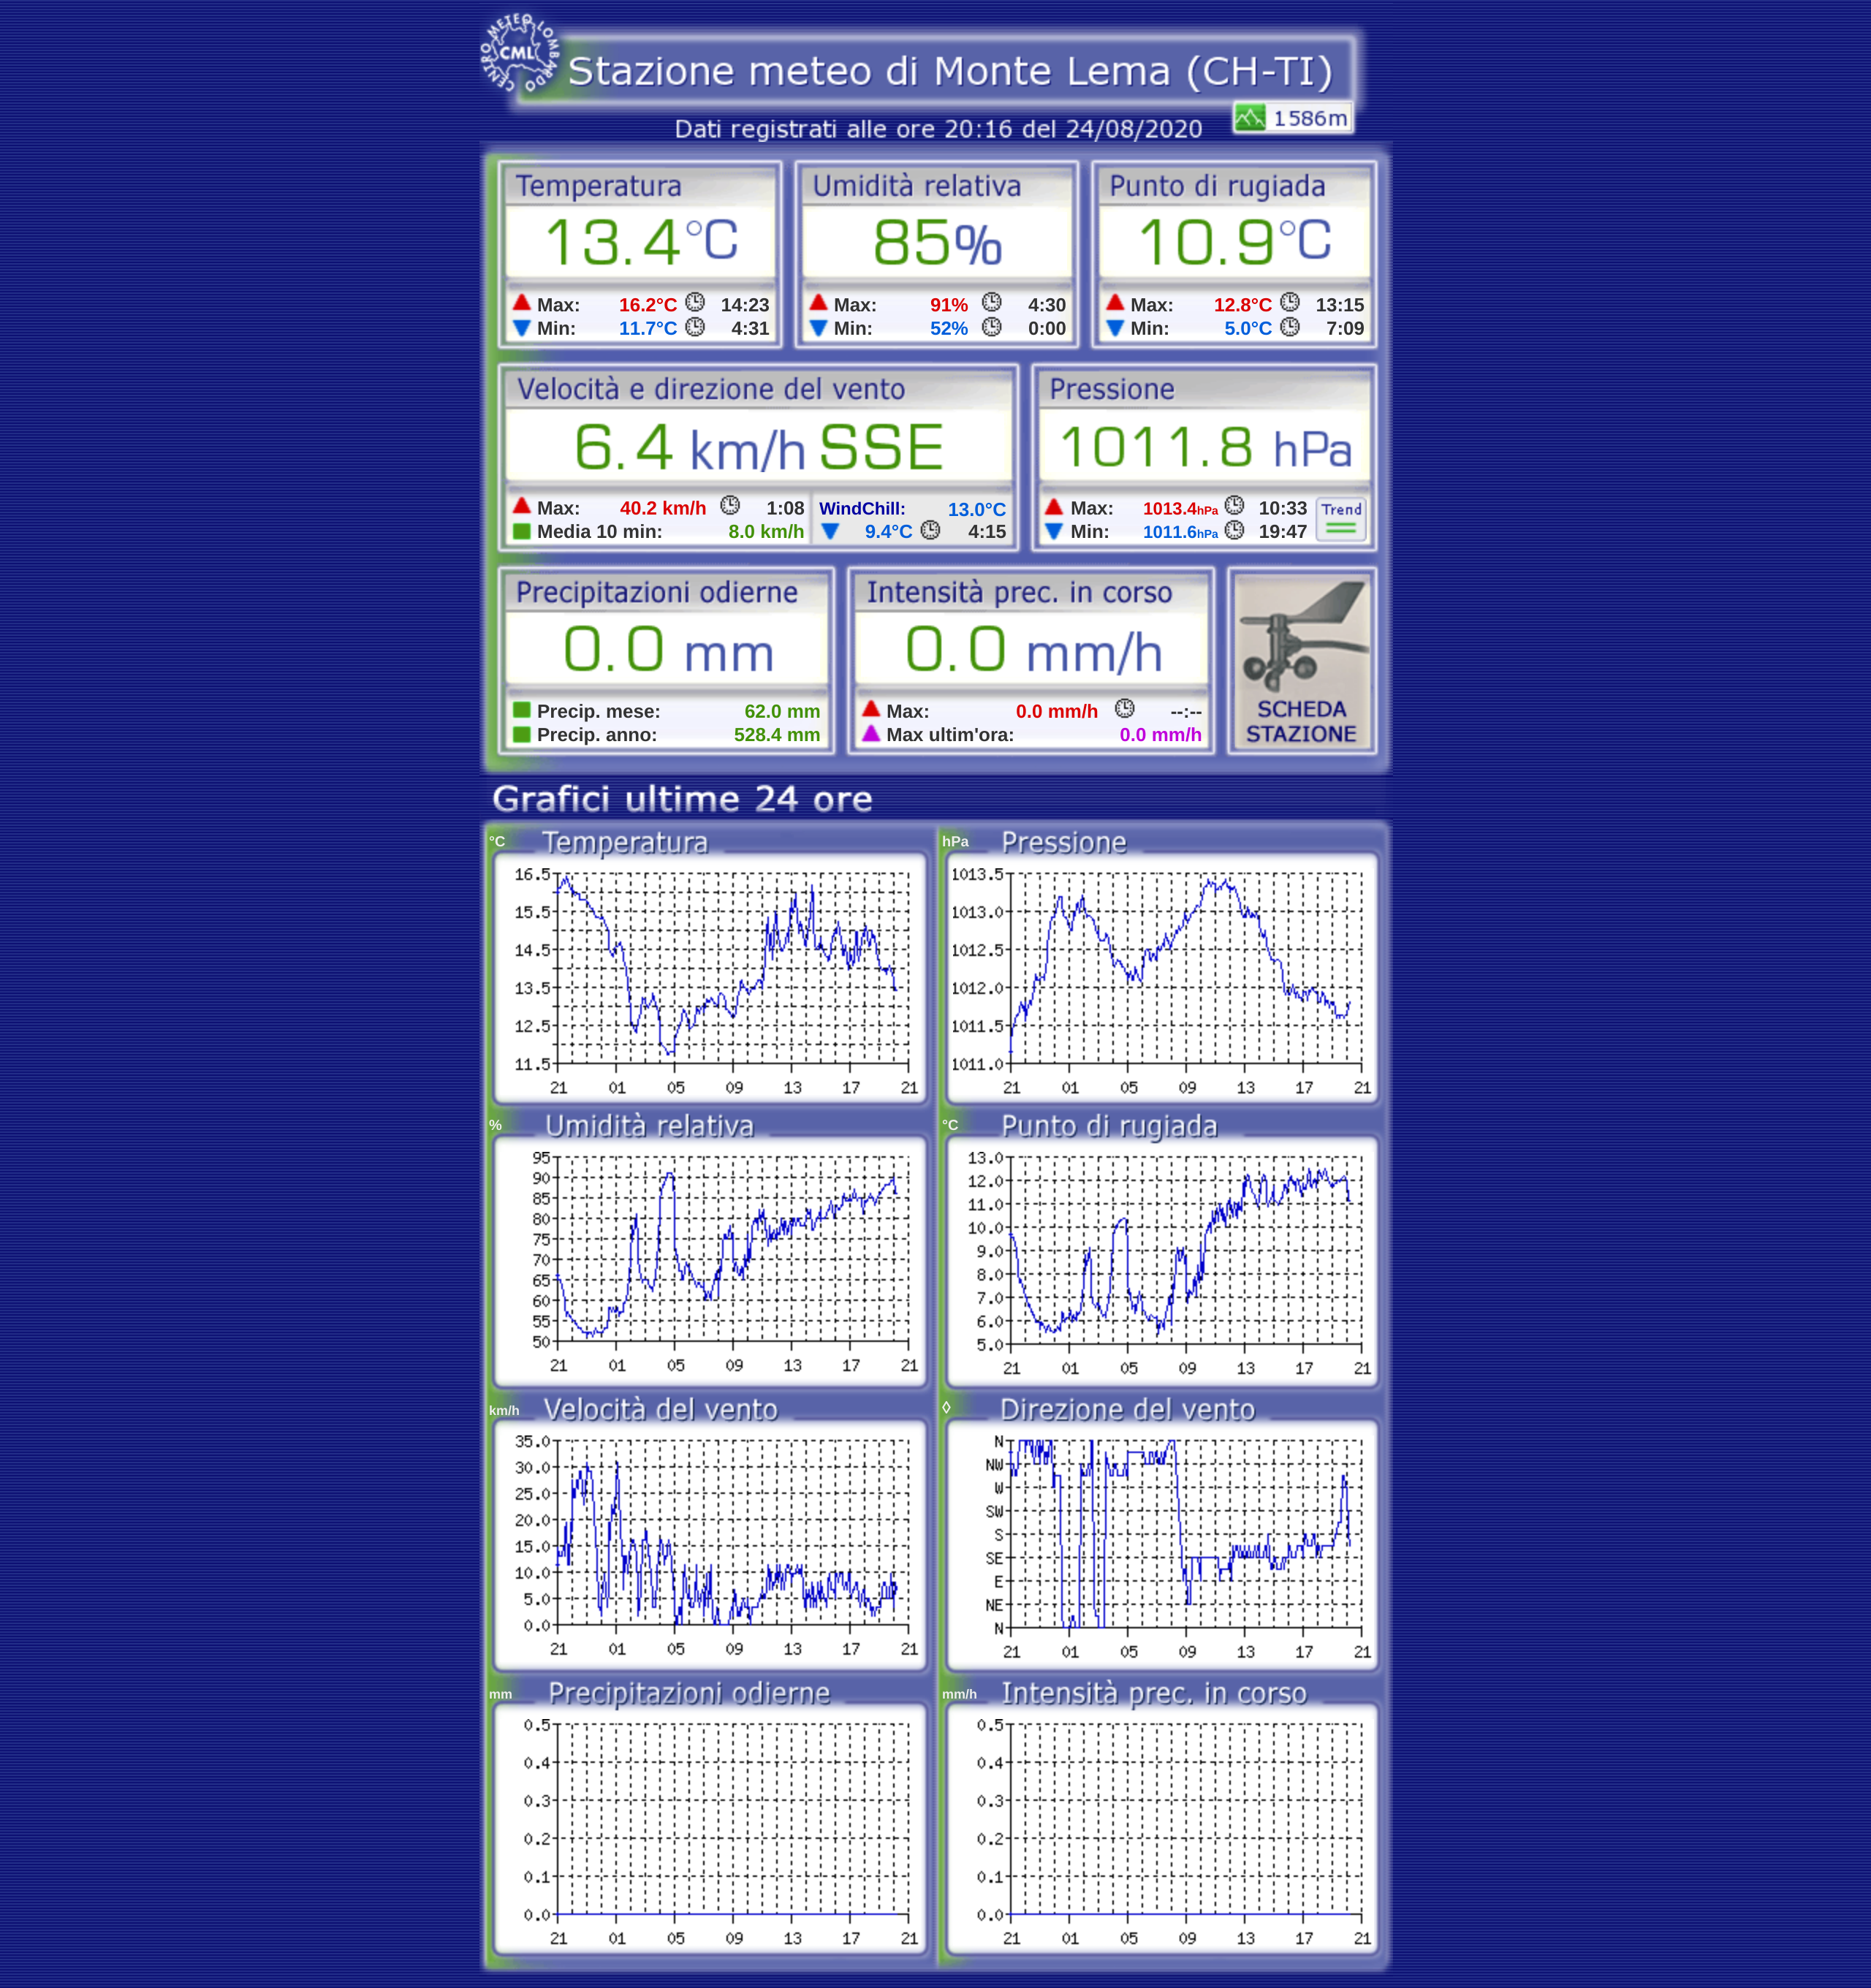 CENTRO METEO LOMBARDO
CML
Stazione meteo di Monte Lema (CH-TI)
1586m
Dati registrati alle ore 20:16 del 24/08/2020
Temperatura
13.4°C
Max: 16.2°C 14:23
Min: 11.7°C 4:31
Umidità relativa
85%
Max: 91% 4:30
Min: 52% 0:00
Punto di rugiada
10.9°C
Max: 12.8°C 13:15
Min: 5.0°C 7:09
Velocità e direzione del vento
6.4 km/h SSE
Max: 40.2 km/h 1:08
Media 10 min: 8.0 km/h
WindChill: 13.0°C
9.4°C 4:15
Pressione
1011.8 hPa
Max: 1013.4hPa 10:33
Min: 1011.6hPa 19:47
Trend
Precipitazioni odierne
0.0 mm
Precip. mese: 62.0 mm
Precip. anno: 528.4 mm
Intensità prec. in corso
0.0 mm/h
Max: 0.0 mm/h --:--
Max ultim'ora: 0.0 mm/h
SCHEDA
STAZIONE
Grafici ultime 24 ore
°C Temperatura
16.5
15.5
14.5
13.5
12.5
11.5
21 01 05 09 13 17 21
hPa Pressione
1013.5
1013.0
1012.5
1012.0
1011.5
1011.0
21 01 05 09 13 17 21
% Umidità relativa
95
90
85
80
75
70
65
60
55
50
21 01 05 09 13 17 21
°C Punto di rugiada
13.0
12.0
11.0
10.0
9.0
8.0
7.0
6.0
5.0
21 01 05 09 13 17 21
km/h Velocità del vento
35.0
30.0
25.0
20.0
15.0
10.0
5.0
0.0
21 01 05 09 13 17 21
◊ Direzione del vento
N
NW
W
SW
S
SE
E
NE
N
21 01 05 09 13 17 21
mm Precipitazioni odierne
0.5
0.4
0.3
0.2
0.1
0.0
21 01 05 09 13 17 21
mm/h Intensità prec. in corso
0.5
0.4
0.3
0.2
0.1
0.0
21 01 05 09 13 17 21